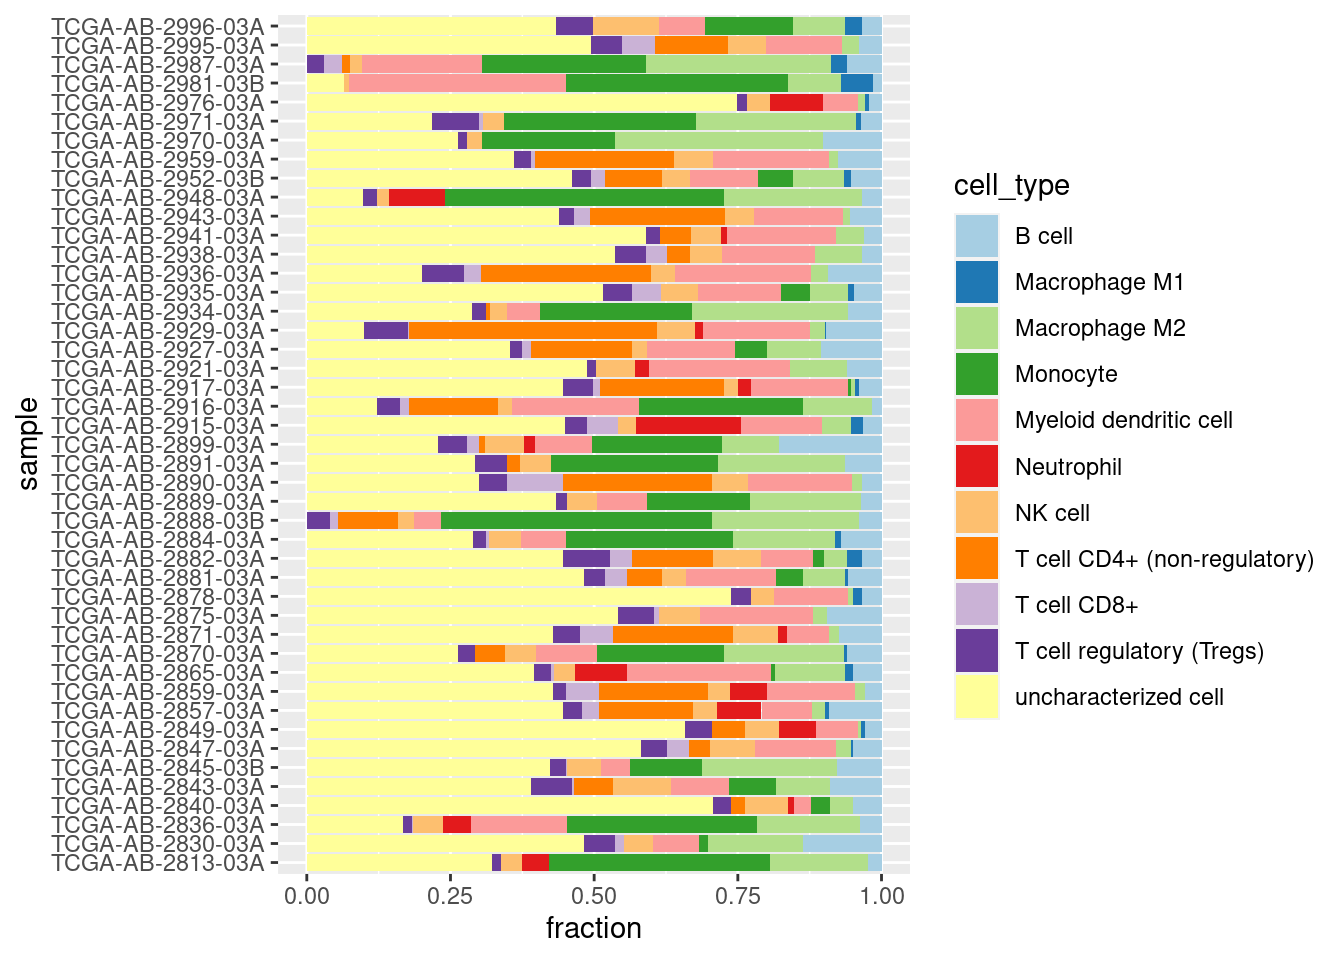 TCGA-AB-2996-03A
TCGA-AB-2995-03A
TCGA-AB-2987-03A
TCGA-AB-2981-03B
TCGA-AB-2976-03A
TCGA-AB-2971-03A
TCGA-AB-2970-03A
TCGA-AB-2959-03A
TCGA-AB-2952-03B
TCGA-AB-2948-03A
TCGA-AB-2943-03A
TCGA-AB-2941-03A
TCGA-AB-2938-03A
TCGA-AB-2936-03A
TCGA-AB-2935-03A
TCGA-AB-2934-03A
TCGA-AB-2929-03A
TCGA-AB-2927-03A
TCGA-AB-2921-03A
TCGA-AB-2917-03A
TCGA-AB-2916-03A
TCGA-AB-2915-03A
TCGA-AB-2899-03A
TCGA-AB-2891-03A
TCGA-AB-2890-03A
TCGA-AB-2889-03A
TCGA-AB-2888-03B
TCGA-AB-2884-03A
TCGA-AB-2882-03A
TCGA-AB-2881-03A
TCGA-AB-2878-03A
TCGA-AB-2875-03A
TCGA-AB-2871-03A
TCGA-AB-2870-03A
TCGA-AB-2865-03A
TCGA-AB-2859-03A
TCGA-AB-2857-03A
TCGA-AB-2849-03A
TCGA-AB-2847-03A
TCGA-AB-2845-03B
TCGA-AB-2843-03A
TCGA-AB-2840-03A
TCGA-AB-2836-03A
TCGA-AB-2830-03A
TCGA-AB-2813-03A
sample
0.00 0.25 0.50 0.75 1.00
fraction
cell_type
B cell
Macrophage M1
Macrophage M2
Monocyte
Myeloid dendritic cell
Neutrophil
NK cell
T cell CD4+ (non-regulatory)
T cell CD8+
T cell regulatory (Tregs)
uncharacterized cell